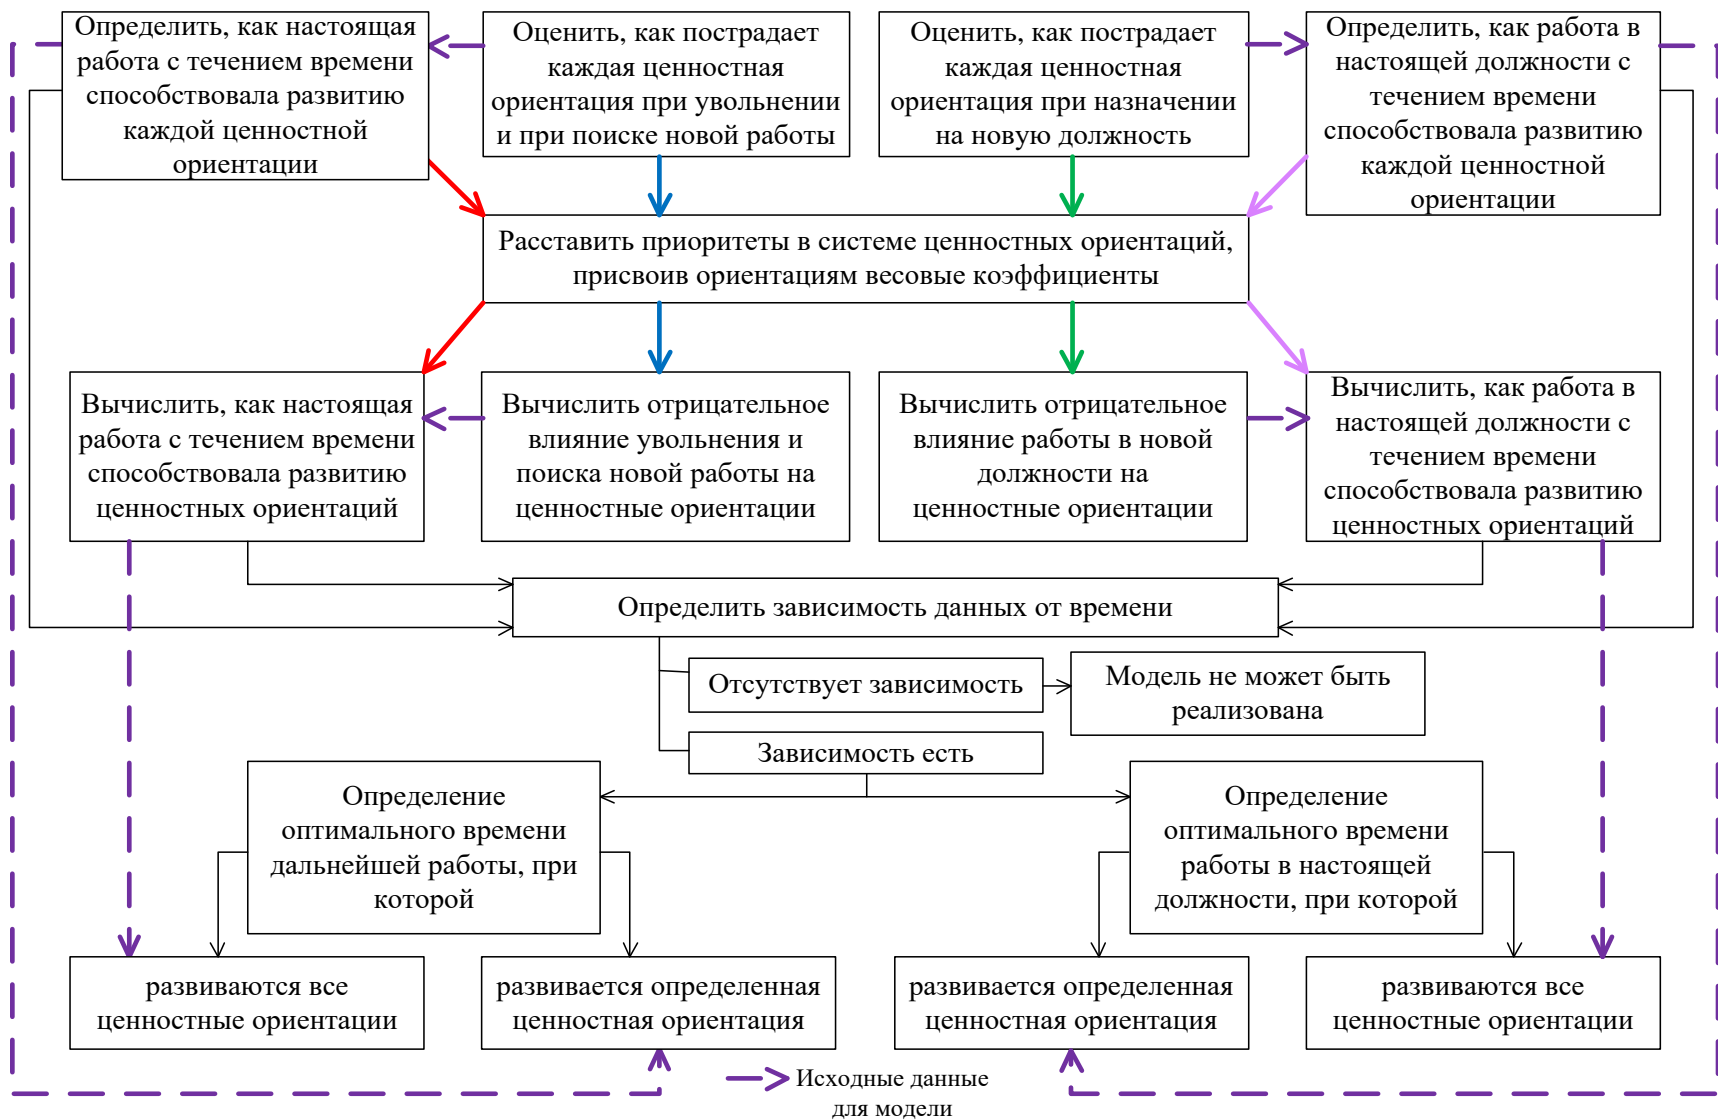 Определить, как настоящая
работа с течением времени
способствовала развитию
каждой ценностной
ориентации
Оценить, как пострадает
каждая ценностная
ориентация при увольнении
и при поиске новой работы
Оценить, как пострадает
каждая ценностная
ориентация при назначении
на новую должность
Определить, как работа в
настоящей должности с
течением времени
способствовала развитию
каждой ценностной
ориентации
Расставить приоритеты в системе ценностных ориентаций,
присвоив ориентациям весовые коэффициенты
Вычислить, как настоящая
работа с течением времени
способствовала развитию
ценностных ориентаций
Вычислить отрицательное
влияние увольнения и
поиска новой работы на
ценностные ориентации
Вычислить отрицательное
влияние работы в новой
должности на
ценностные ориентации
Вычислить, как работа в
настоящей должности с
течением времени
способствовала развитию
ценностных ориентаций
Определить зависимость данных от времени
Отсутствует зависимость
Модель не может быть
реализована
Зависимость есть
Определение
оптимального времени
дальнейшей работы, при
которой
Определение
оптимального времени
работы в настоящей
должности, при которой
развиваются все
ценностные ориентации
развивается определенная
ценностная ориентация
развивается определенная
ценностная ориентация
развиваются все
ценностные ориентации
Исходные данные
для модели